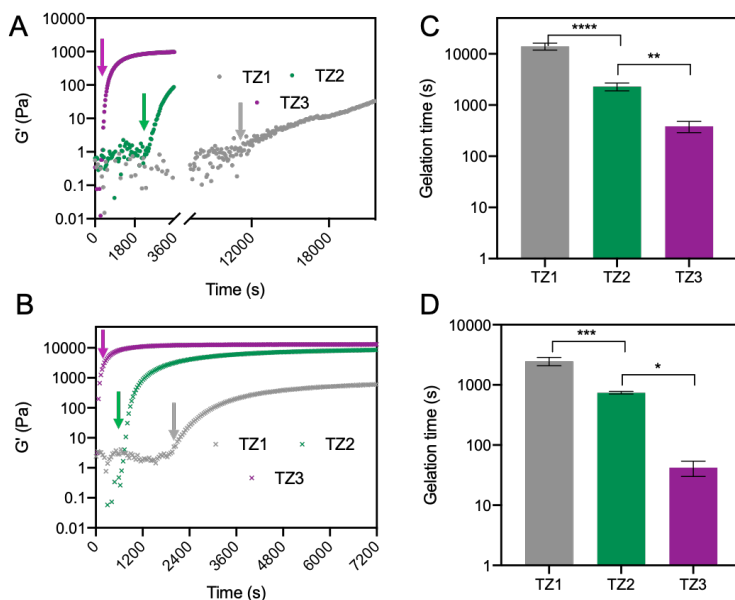 A
G' (Pa)
10000
1000
100
10
1
0.1
0.01
TZ1
TZ2
TZ3
0
1800
3600
12000
18000
Time (s)
B
G' (Pa)
10000
1000
100
10
1
0.1
0.01
TZ1
TZ2
TZ3
0
1200
2400
3600
4800
6000
7200
Time (s)
C
Gelation time (s)
10000
1000
100
10
1
****
**
TZ1
TZ2
TZ3
D
Gelation time (s)
10000
1000
100
10
1
***
*
TZ1
TZ2
TZ3